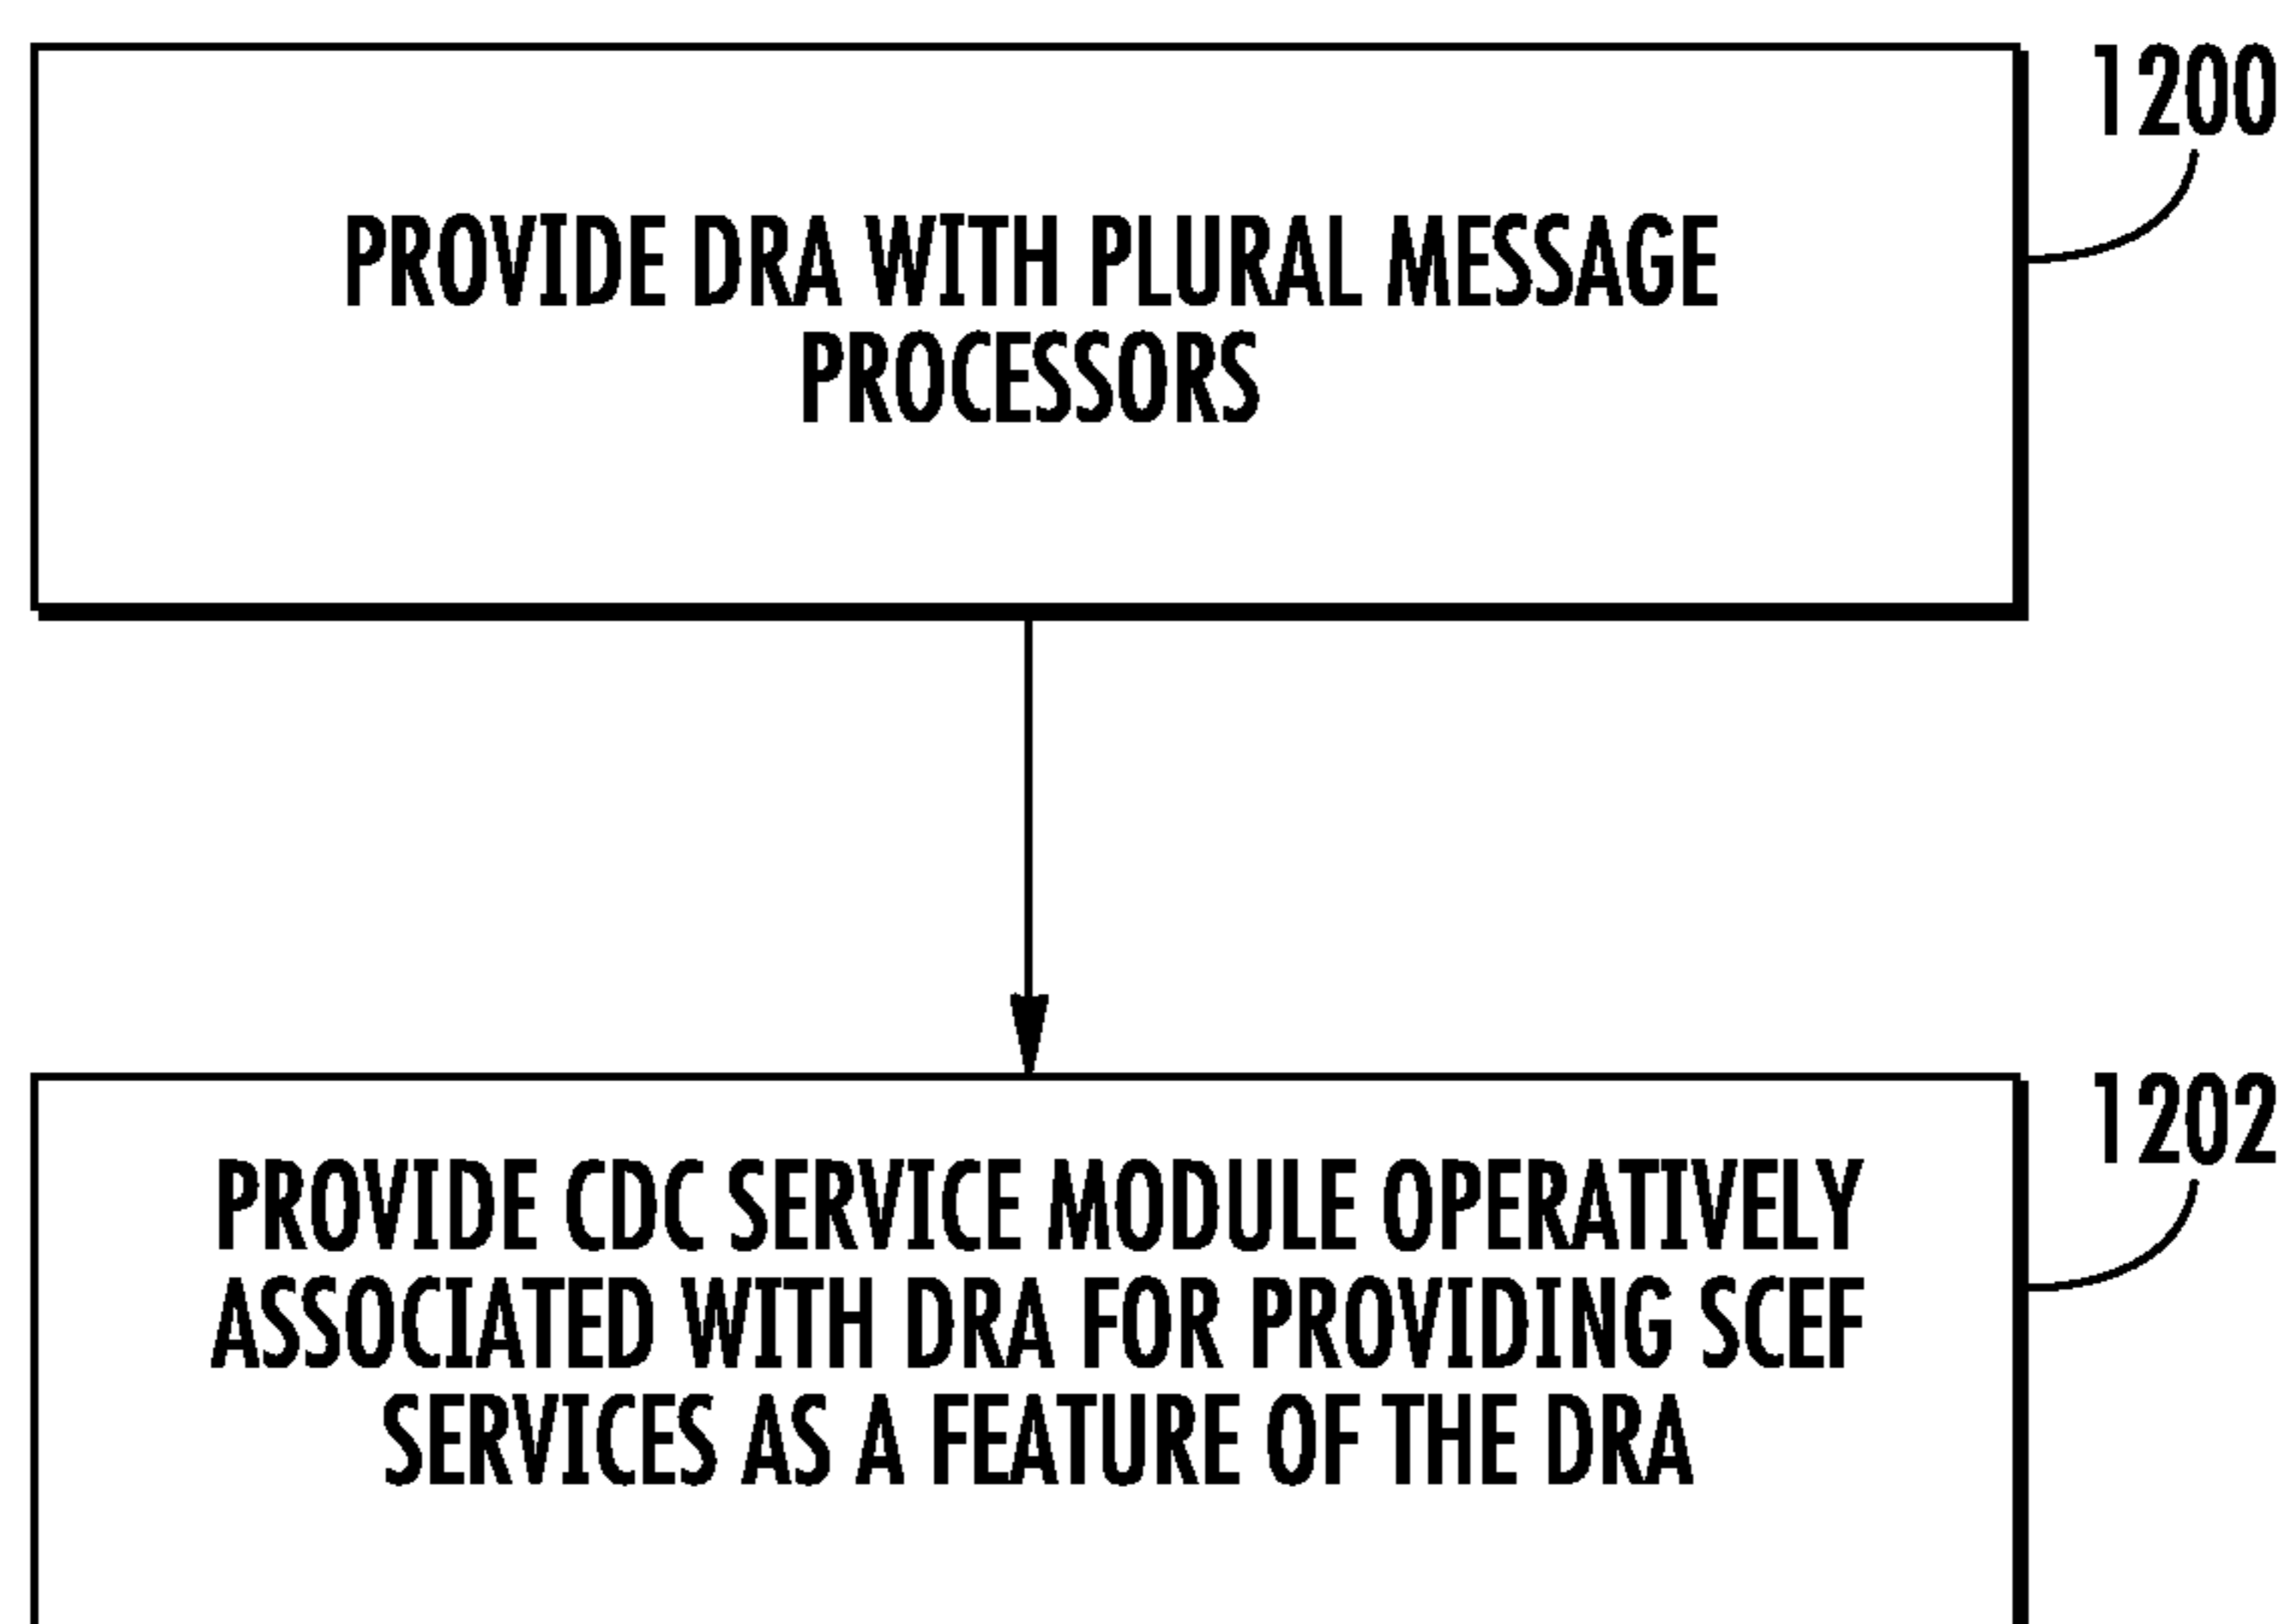 1200
PROVIDE DRA WITH PLURAL MESSAGE
PROCESSORS
1202
PROVIDE CDC SERVICE MODULE OPERATIVELY
ASSOCIATED WITH DRA FOR PROVIDING SCEF
SERVICES AS A FEATURE OF THE DRA